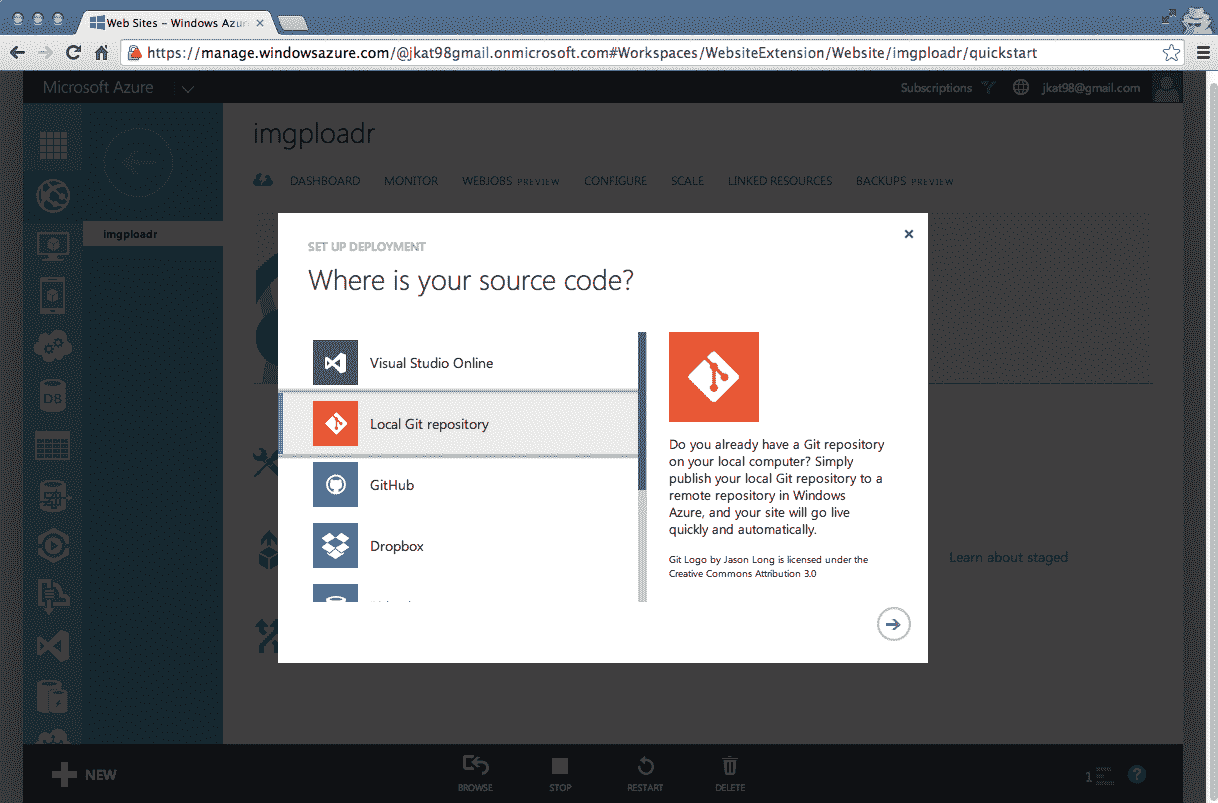 Web Sites – Windows Azur
https://manage.windowsazure.com/@jkat98gmail.onmicrosoft.com#Workspaces/WebsiteExtension/Website/imgploadr/quickstart
Microsoft Azure
Subscriptions
jkat98@gmail.com
imgploadr
DASHBOARD MONITOR WEBJOBS PREVIEW CONFIGURE SCALE LINKED RESOURCES BACKUPS PREVIEW
DB
imgploadr
SET UP DEPLOYMENT
Where is your source code?
Visual Studio Online
Local Git repository
GitHub
Dropbox
Do you already have a Git repository
on your local computer? Simply
publish your local Git repository to a
remote repository in Windows
Azure, and your site will go live
quickly and automatically.
Git Logo by Jason Long is licensed under the
Creative Commons Attribution 3.0
Learn about staged
NEW
BROWSE
STOP
RESTART
DELETE
1
?